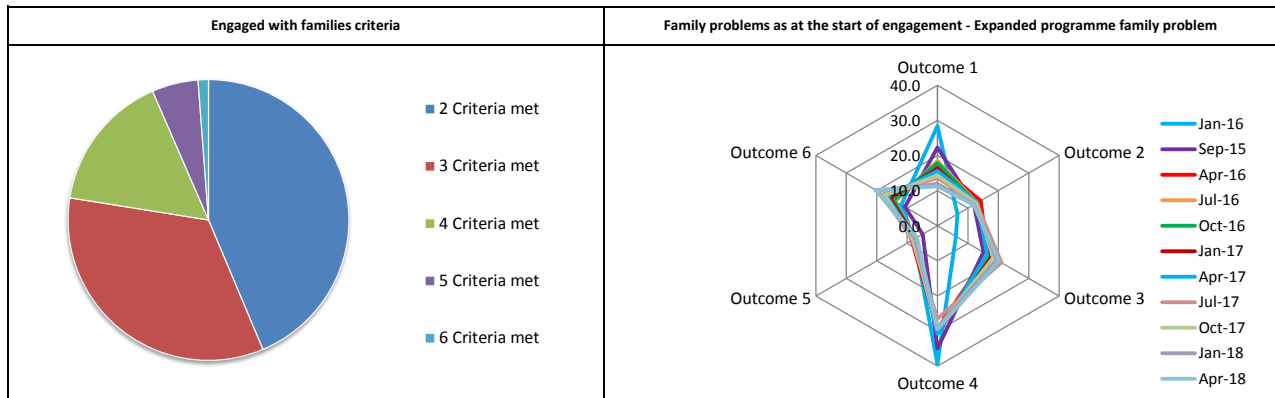 Engaged with families criteria
2 Criteria met
3 Criteria met
4 Criteria met
5 Criteria met
6 Criteria met
Family problems as at the start of engagement - Expanded programme family problem
Outcome 1
40.0
30.0
20.0
10.0
0.0
Outcome 2
Outcome 3
Outcome 4
Outcome 5
Outcome 6
Jan-16
Sep-15
Apr-16
Jul-16
Oct-16
Jan-17
Apr-17
Jul-17
Oct-17
Jan-18
Apr-18